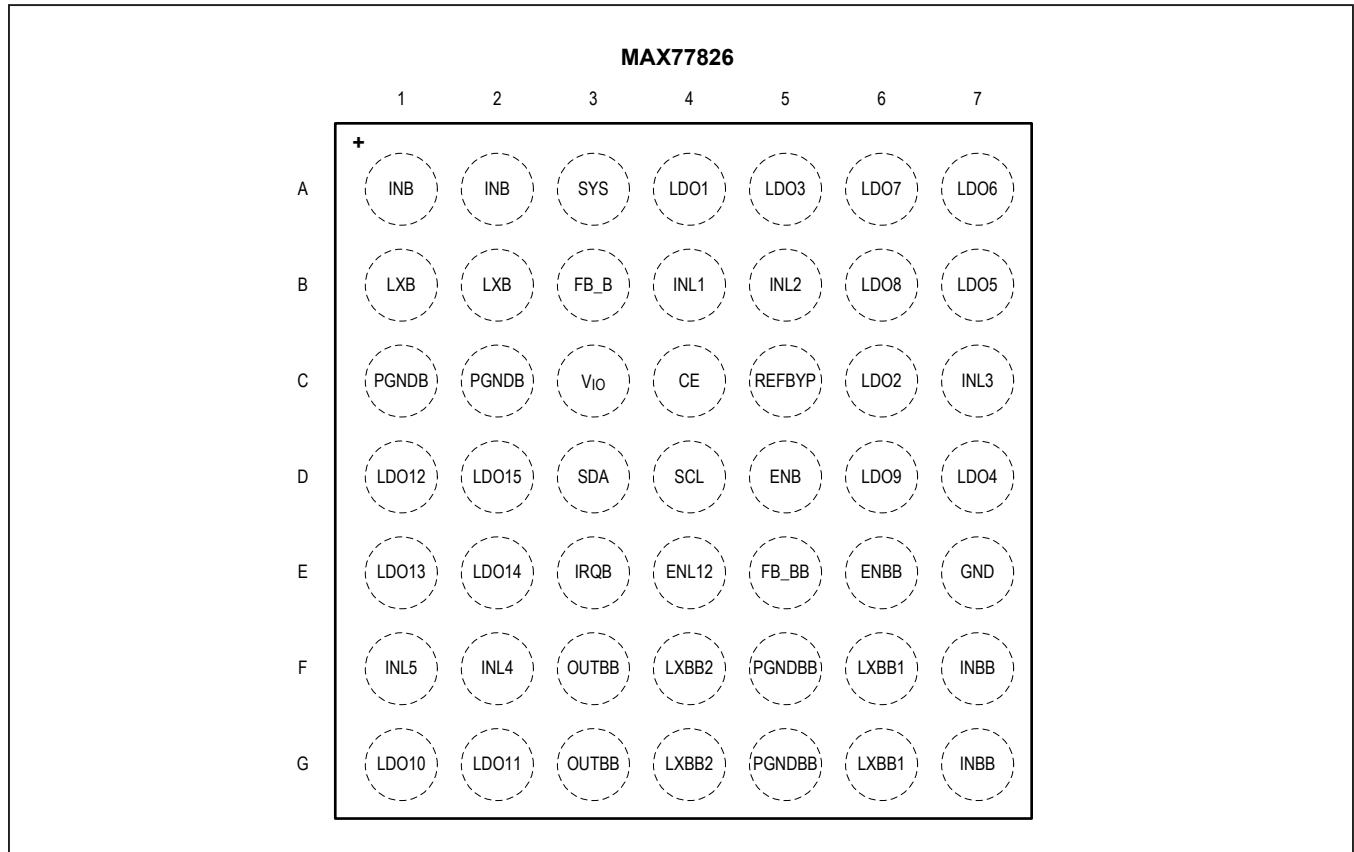 MAX77826
1 2 3 4 5 6 7
+
A INB INB SYS LDO1 LDO3 LDO7 LDO6
B LXB LXB FB_B INL1 INL2 LDO8 LDO5
C PGNDB PGNDB VIO CE REFBYP LDO2 INL3
D LDO12 LDO15 SDA SCL ENB LDO9 LDO4
E LDO13 LDO14 IRQB ENL12 FB_BB ENBB GND
F INL5 INL4 OUTBB LXBB2 PGNDBB LXBB1 INBB
G LDO10 LDO11 OUTBB LXBB2 PGNDBB LXBB1 INBB